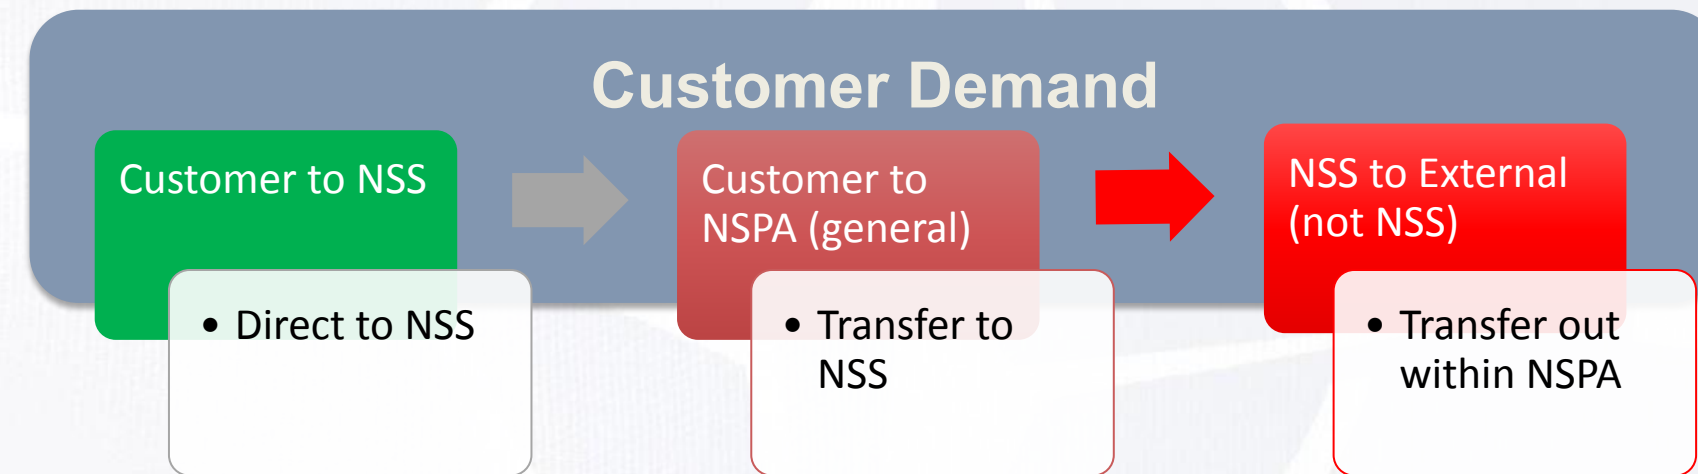 Customer Demand
Customer to NSS
• Direct to NSS
Customer to
NSPA (general)
• Transfer to
NSS
NSS to External
(not NSS)
• Transfer out
within NSPA